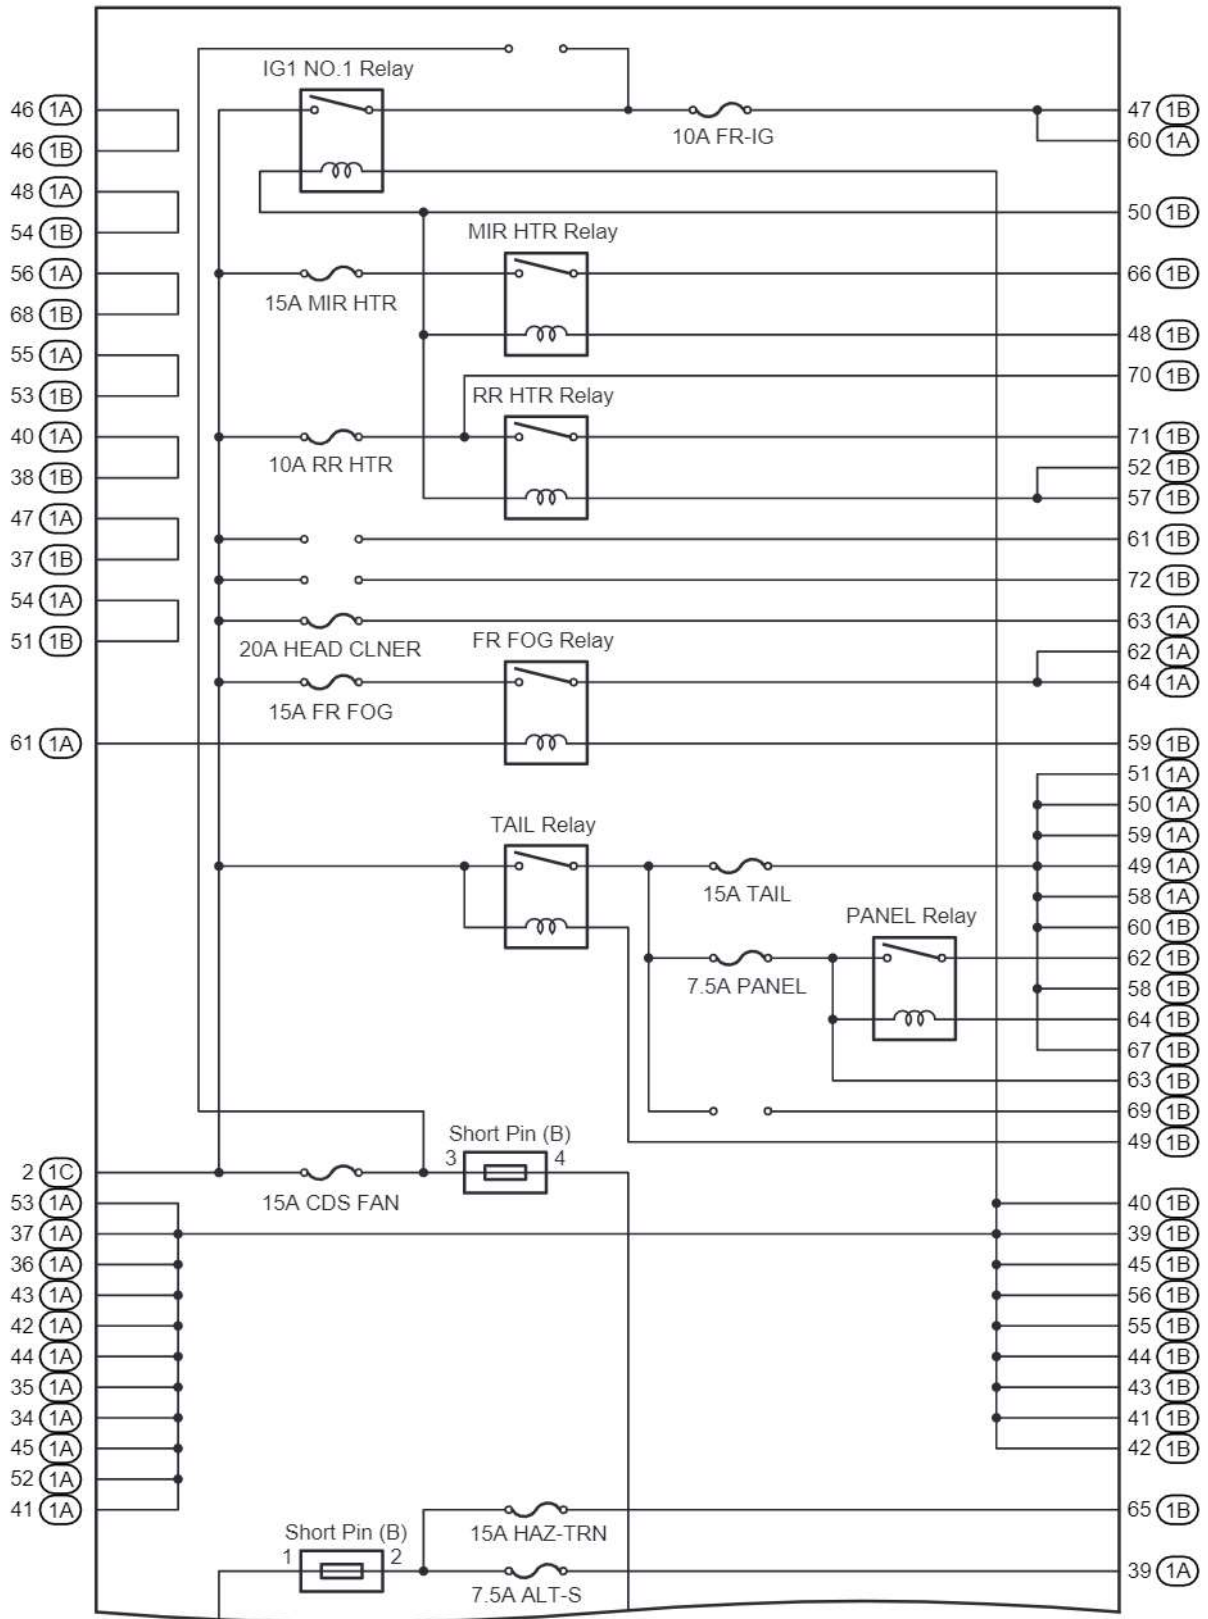 IG1 NO.1 Relay
46 1A
10A FR-IG
47 1B
46 1B
60 1A
48 1A
50 1B
54 1B
MIR HTR Relay
56 1A
66 1B
15A MIR HTR
68 1B
48 1B
55 1A
70 1B
53 1B
RR HTR Relay
40 1A
71 1B
10A RR HTR
52 1B
38 1B
57 1B
47 1A
61 1B
37 1B
72 1B
54 1A
63 1A
20A HEAD CLNER
FR FOG Relay
51 1B
62 1A
64 1A
15A FR FOG
61 1A
59 1B
51 1A
50 1A
TAIL Relay
59 1A
49 1A
15A TAIL
58 1A
PANEL Relay
60 1B
62 1B
7.5A PANEL
58 1B
64 1B
67 1B
63 1B
69 1B
Short Pin (B)
49 1B
3 4
2 1C
15A CDS FAN
53 1A
40 1B
37 1A
39 1B
36 1A
45 1B
43 1A
56 1B
42 1A
55 1B
44 1A
44 1B
35 1A
43 1B
34 1A
41 1B
45 1A
42 1B
52 1A
41 1A
65 1B
15A HAZ-TRN
Short Pin (B)
1 2
39 1A
7.5A ALT-S